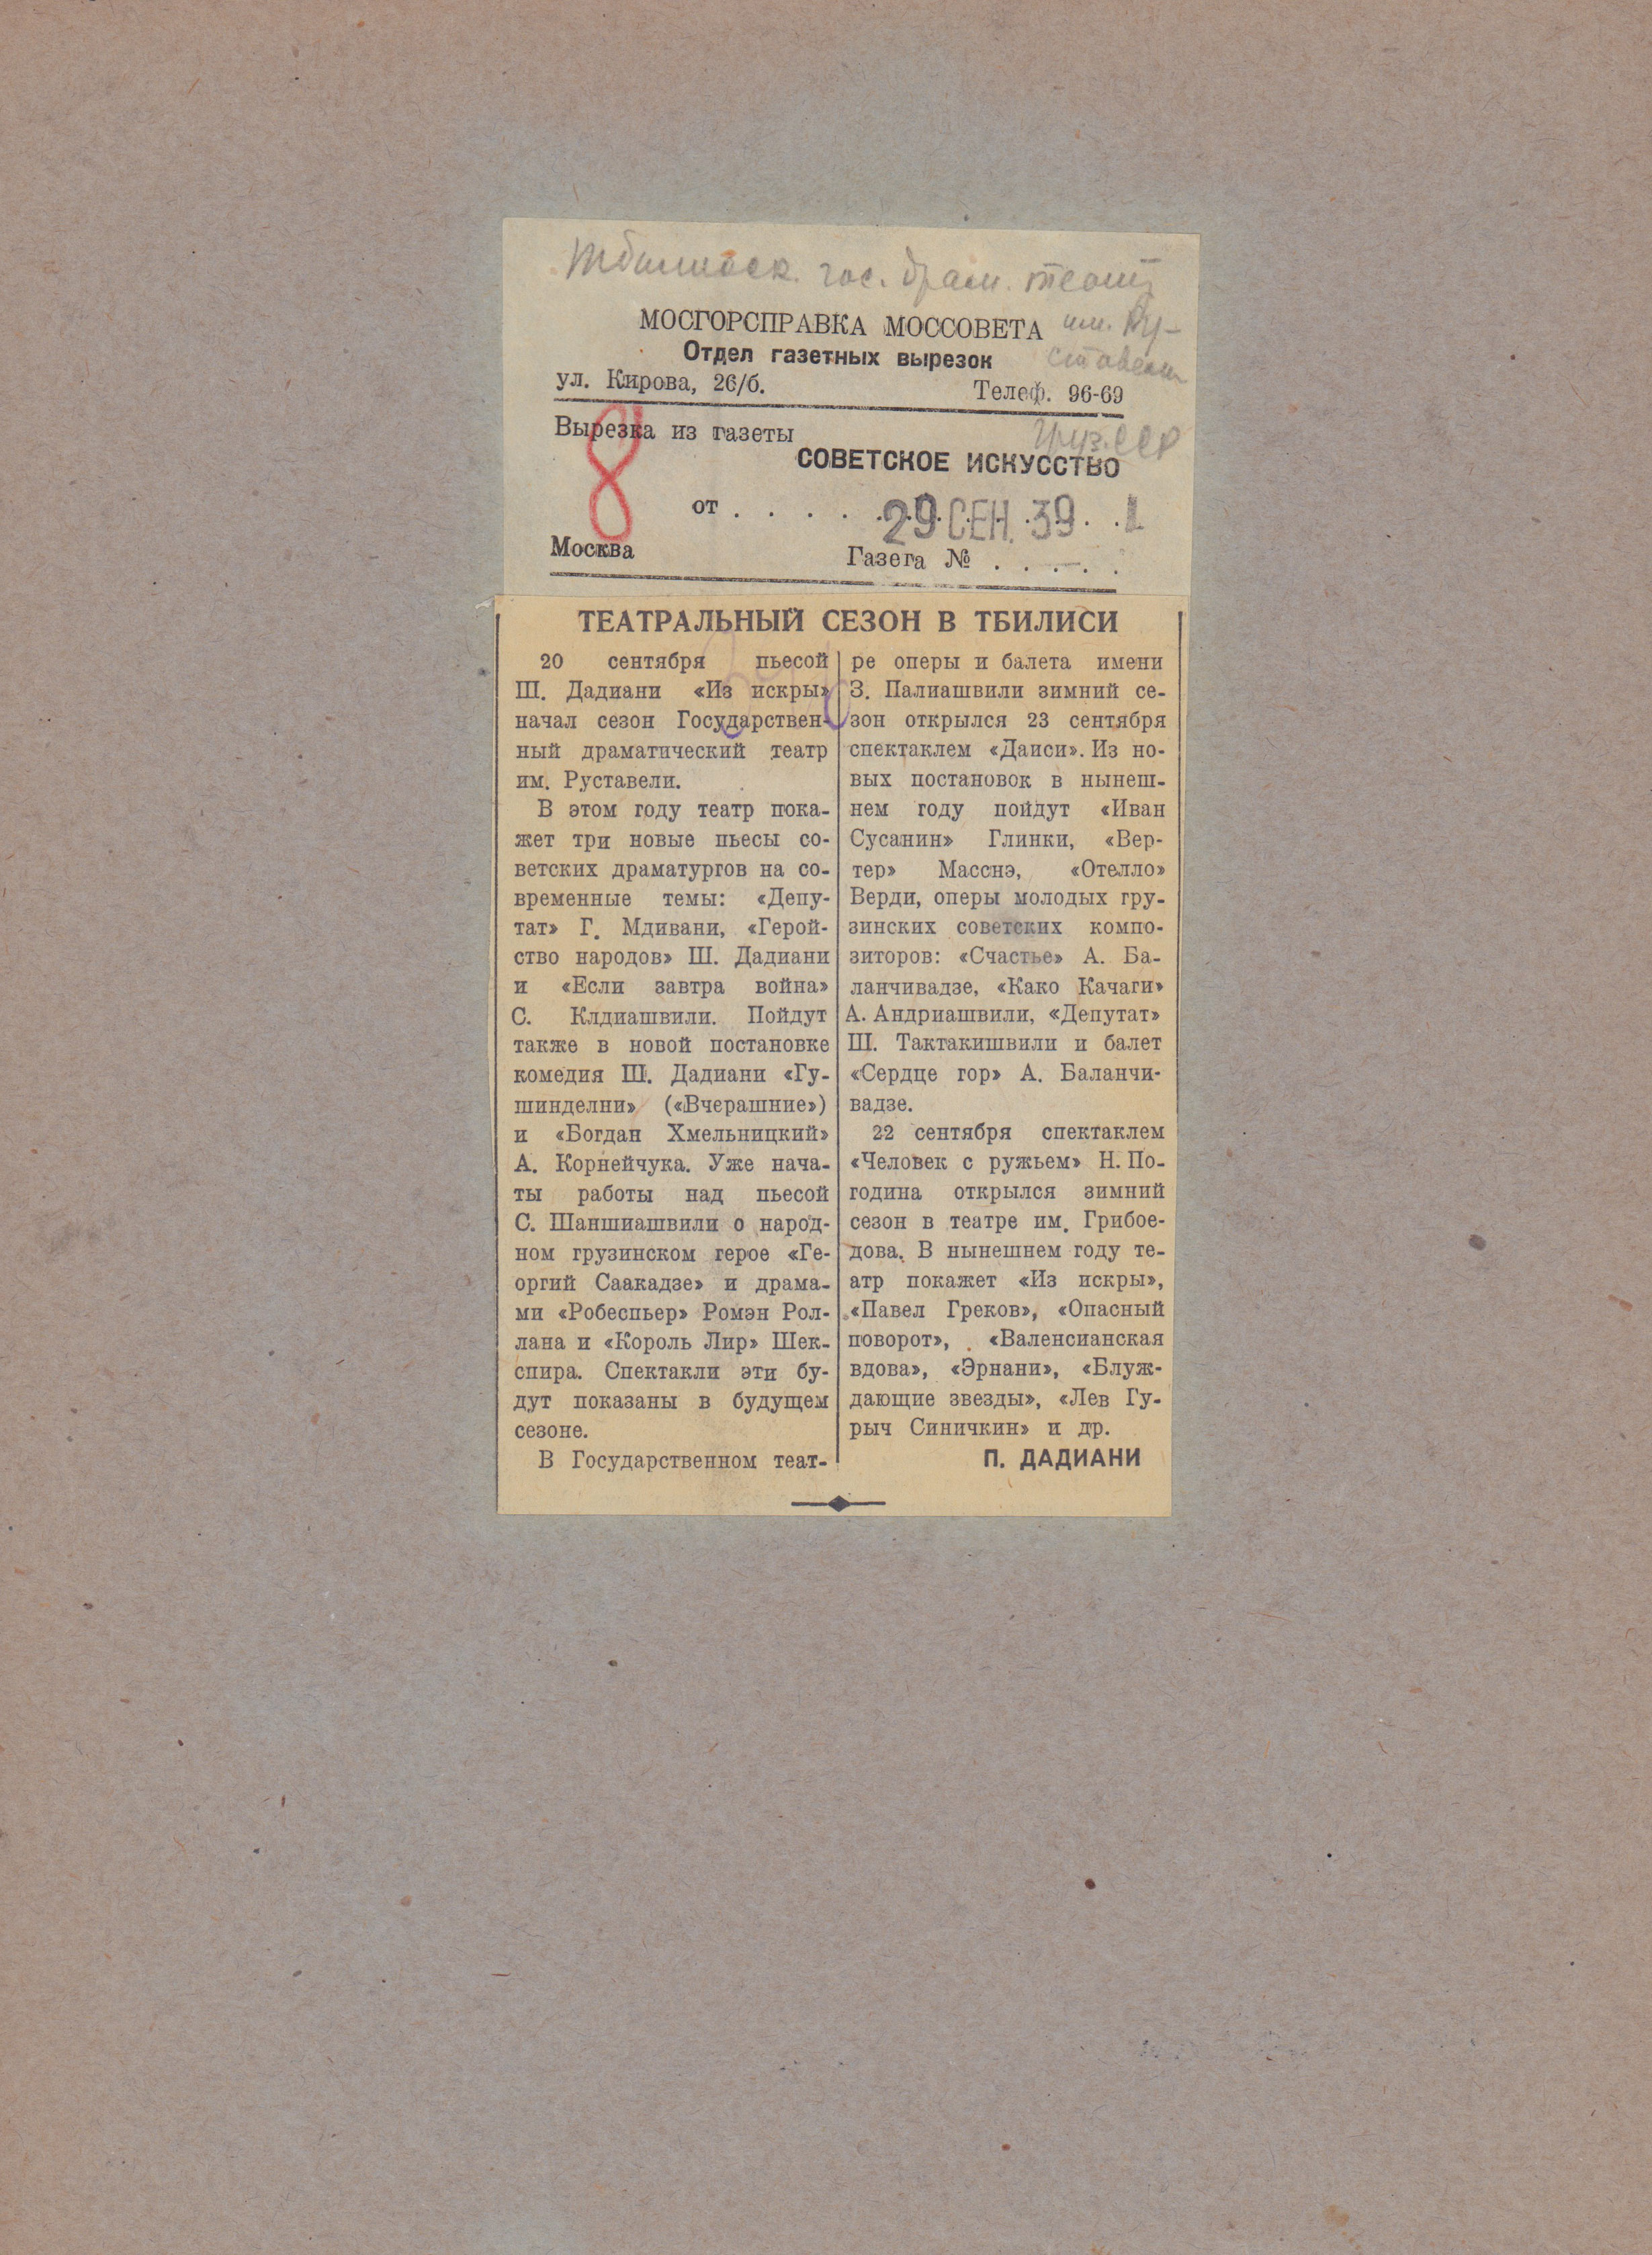 Тбилисск. гос. драм. театр
им. Ру-
ставели
Груз. ССР
МОСГОРСПРАВКА МОССОВЕТА
Отдел газетных вырезок
ул. Кирова, 26/б. Телеф. 96-69
8
Вырезка из газеты
СОВЕТСКОЕ ИСКУССТВО
от . . . . 29 СЕН. 39 . . 1
Москва Газета № . . . . .
ТЕАТРАЛЬНЫЙ СЕЗОН В ТБИЛИСИ
20 сентября пьесой
Ш. Дадиани «Из искры»
начал сезон Государствен-
ный драматический театр
им. Руставели.
В этом году театр пока-
жет три новые пьесы со-
ветских драматургов на со-
временные темы: «Депу-
тат» Г. Мдивани, «Герой-
ство народов» Ш. Дадиани
и «Если завтра война»
С. Клдиашвили. Пойдут
также в новой постановке
комедия Ш. Дадиани «Гу-
шинделни» («Вчерашние»)
и «Богдан Хмельницкий»
А. Корнейчука. Уже нача-
ты работы над пьесой
С. Шаншиашвили о народ-
ном грузинском герое «Ге-
оргий Саакадзе» и драма-
ми «Робеспьер» Ромэн Рол-
лана и «Король Лир» Шек-
спира. Спектакли эти бу-
дут показаны в будущем
сезоне.
В Государственном теат-
ре оперы и балета имени
З. Палиашвили зимний се-
зон открылся 23 сентября
спектаклем «Даиси». Из но-
вых постановок в нынеш-
нем году пойдут «Иван
Сусанин» Глинки, «Вер-
тер» Масснэ, «Отелло»
Верди, оперы молодых гру-
зинских советских компо-
зиторов: «Счастье» А. Ба-
ланчивадзе, «Како Качаги»
А. Андриашвили, «Депутат»
Ш. Тактакишвили и балет
«Сердце гор» А. Баланчи-
вадзе.
22 сентября спектаклем
«Человек с ружьем» Н. По-
година открылся зимний
сезон в театре им. Грибое-
дова. В нынешнем году те-
атр покажет «Из искры»,
«Павел Греков», «Опасный
поворот», «Валенсианская
вдова», «Эрнани», «Блуж-
дающие звезды», «Лев Гу-
рыч Синичкин» и др.
П. ДАДИАНИ